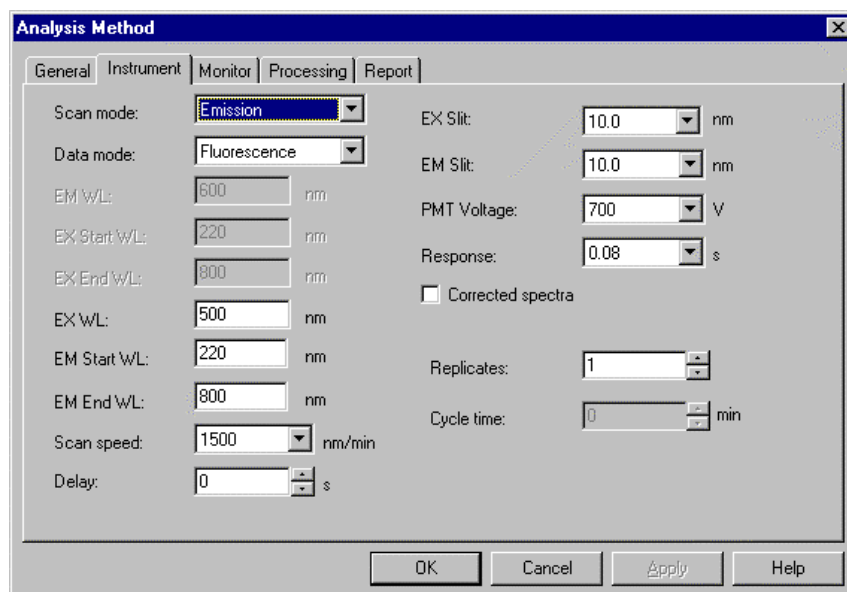 Analysis Method
General Instrument Monitor Processing Report
Scan mode: Emission
Data mode: Fluorescence
EM WL: 600 nm
EX Start WL: 220 nm
EX End WL: 800 nm
EX WL: 500 nm
EM Start WL: 220 nm
EM End WL: 800 nm
Scan speed: 1500 nm/min
Delay: 0 s
EX Slit: 10.0 nm
EM Slit: 10.0 nm
PMT Voltage: 700 V
Response: 0.08 s
Corrected spectra
Replicates: 1
Cycle time: 0 min
OK Cancel Apply Help